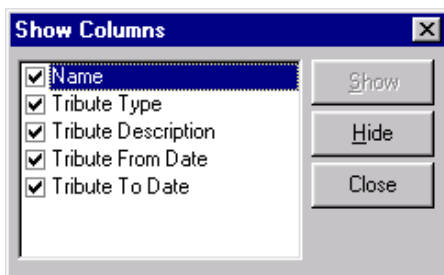 Show Columns
Name
Tribute Type
Tribute Description
Tribute From Date
Tribute To Date
Show
Hide
Close